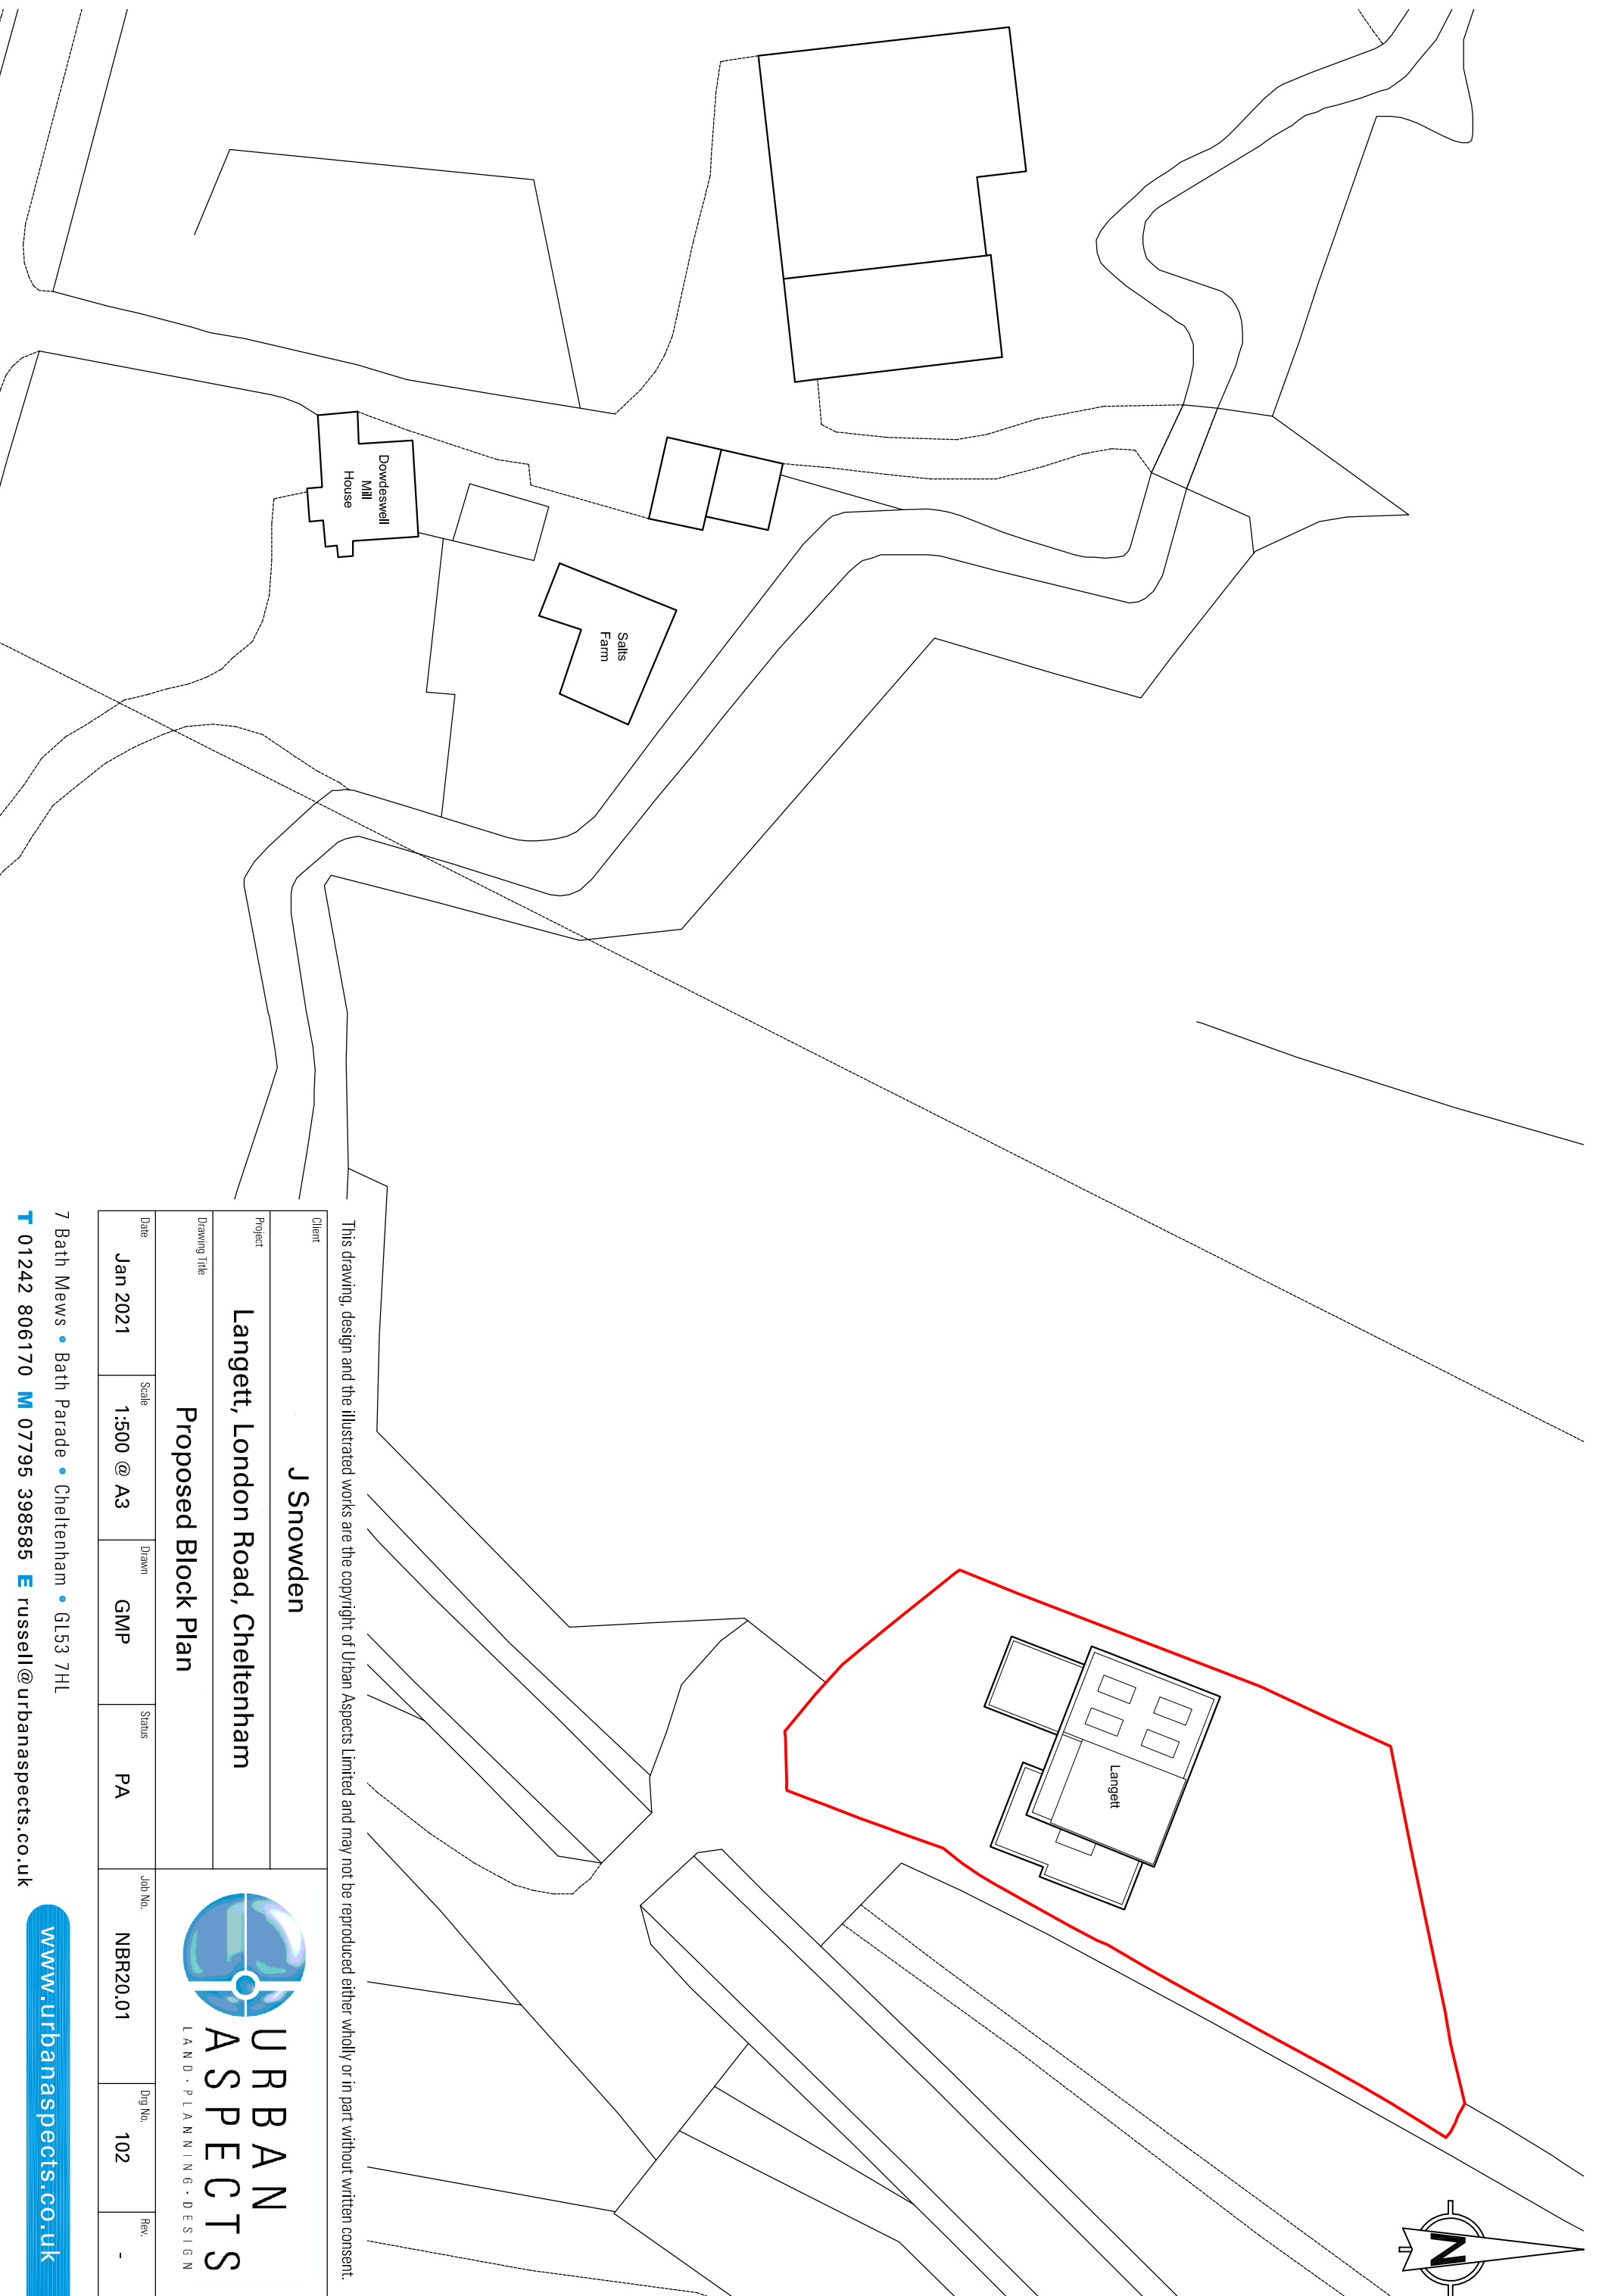 Dowdeswell
Mill
House
Salts
Farm
Langett
N
This drawing, design and the illustrated works are the copyright of Urban Aspects Limited and may not be reproduced either wholly or in part without written consent.
Client
J Snowden
Project
Langett, London Road, Cheltenham
Drawing Title
Proposed Block Plan
Date
Jan 2021
Scale
1:500 @ A3
Drawn
GMP
Status
PA
Job No.
NBR20.01
Drg No.
102
Rev.
-
URBAN
ASPECTS
LAND·PLANNING·DESIGN
7 Bath Mews • Bath Parade • Cheltenham • GL53 7HL
T 01242 806170 M 07795 398585 E russell@urbanaspects.co.uk
www.urbanaspects.co.uk